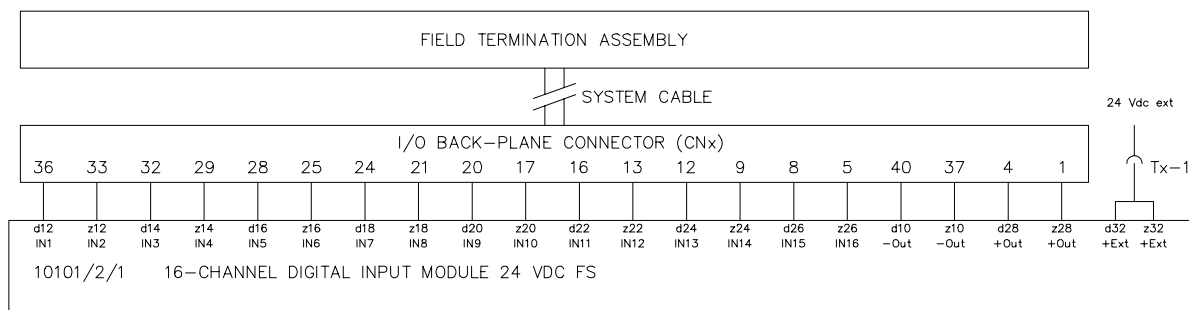 FIELD TERMINATION ASSEMBLY
SYSTEM CABLE
24 Vdc ext
I/O BACK-PLANE CONNECTOR (CNx)
36 33 32 29 28 25 24 21 20 17 16 13 12 9 8 5 40 37 4 1
Tx-1
d12 z12 d14 z14 d16 z16 d18 z18 d20 z20 d22 z22 d24 z24 d26 z26 d10 z10 d28 z28 d32 z32
IN1 IN2 IN3 IN4 IN5 IN6 IN7 IN8 IN9 IN10 IN11 IN12 IN13 IN14 IN15 IN16 -Out -Out +Out +Out +Ext +Ext
10101/2/1 16-CHANNEL DIGITAL INPUT MODULE 24 VDC FS